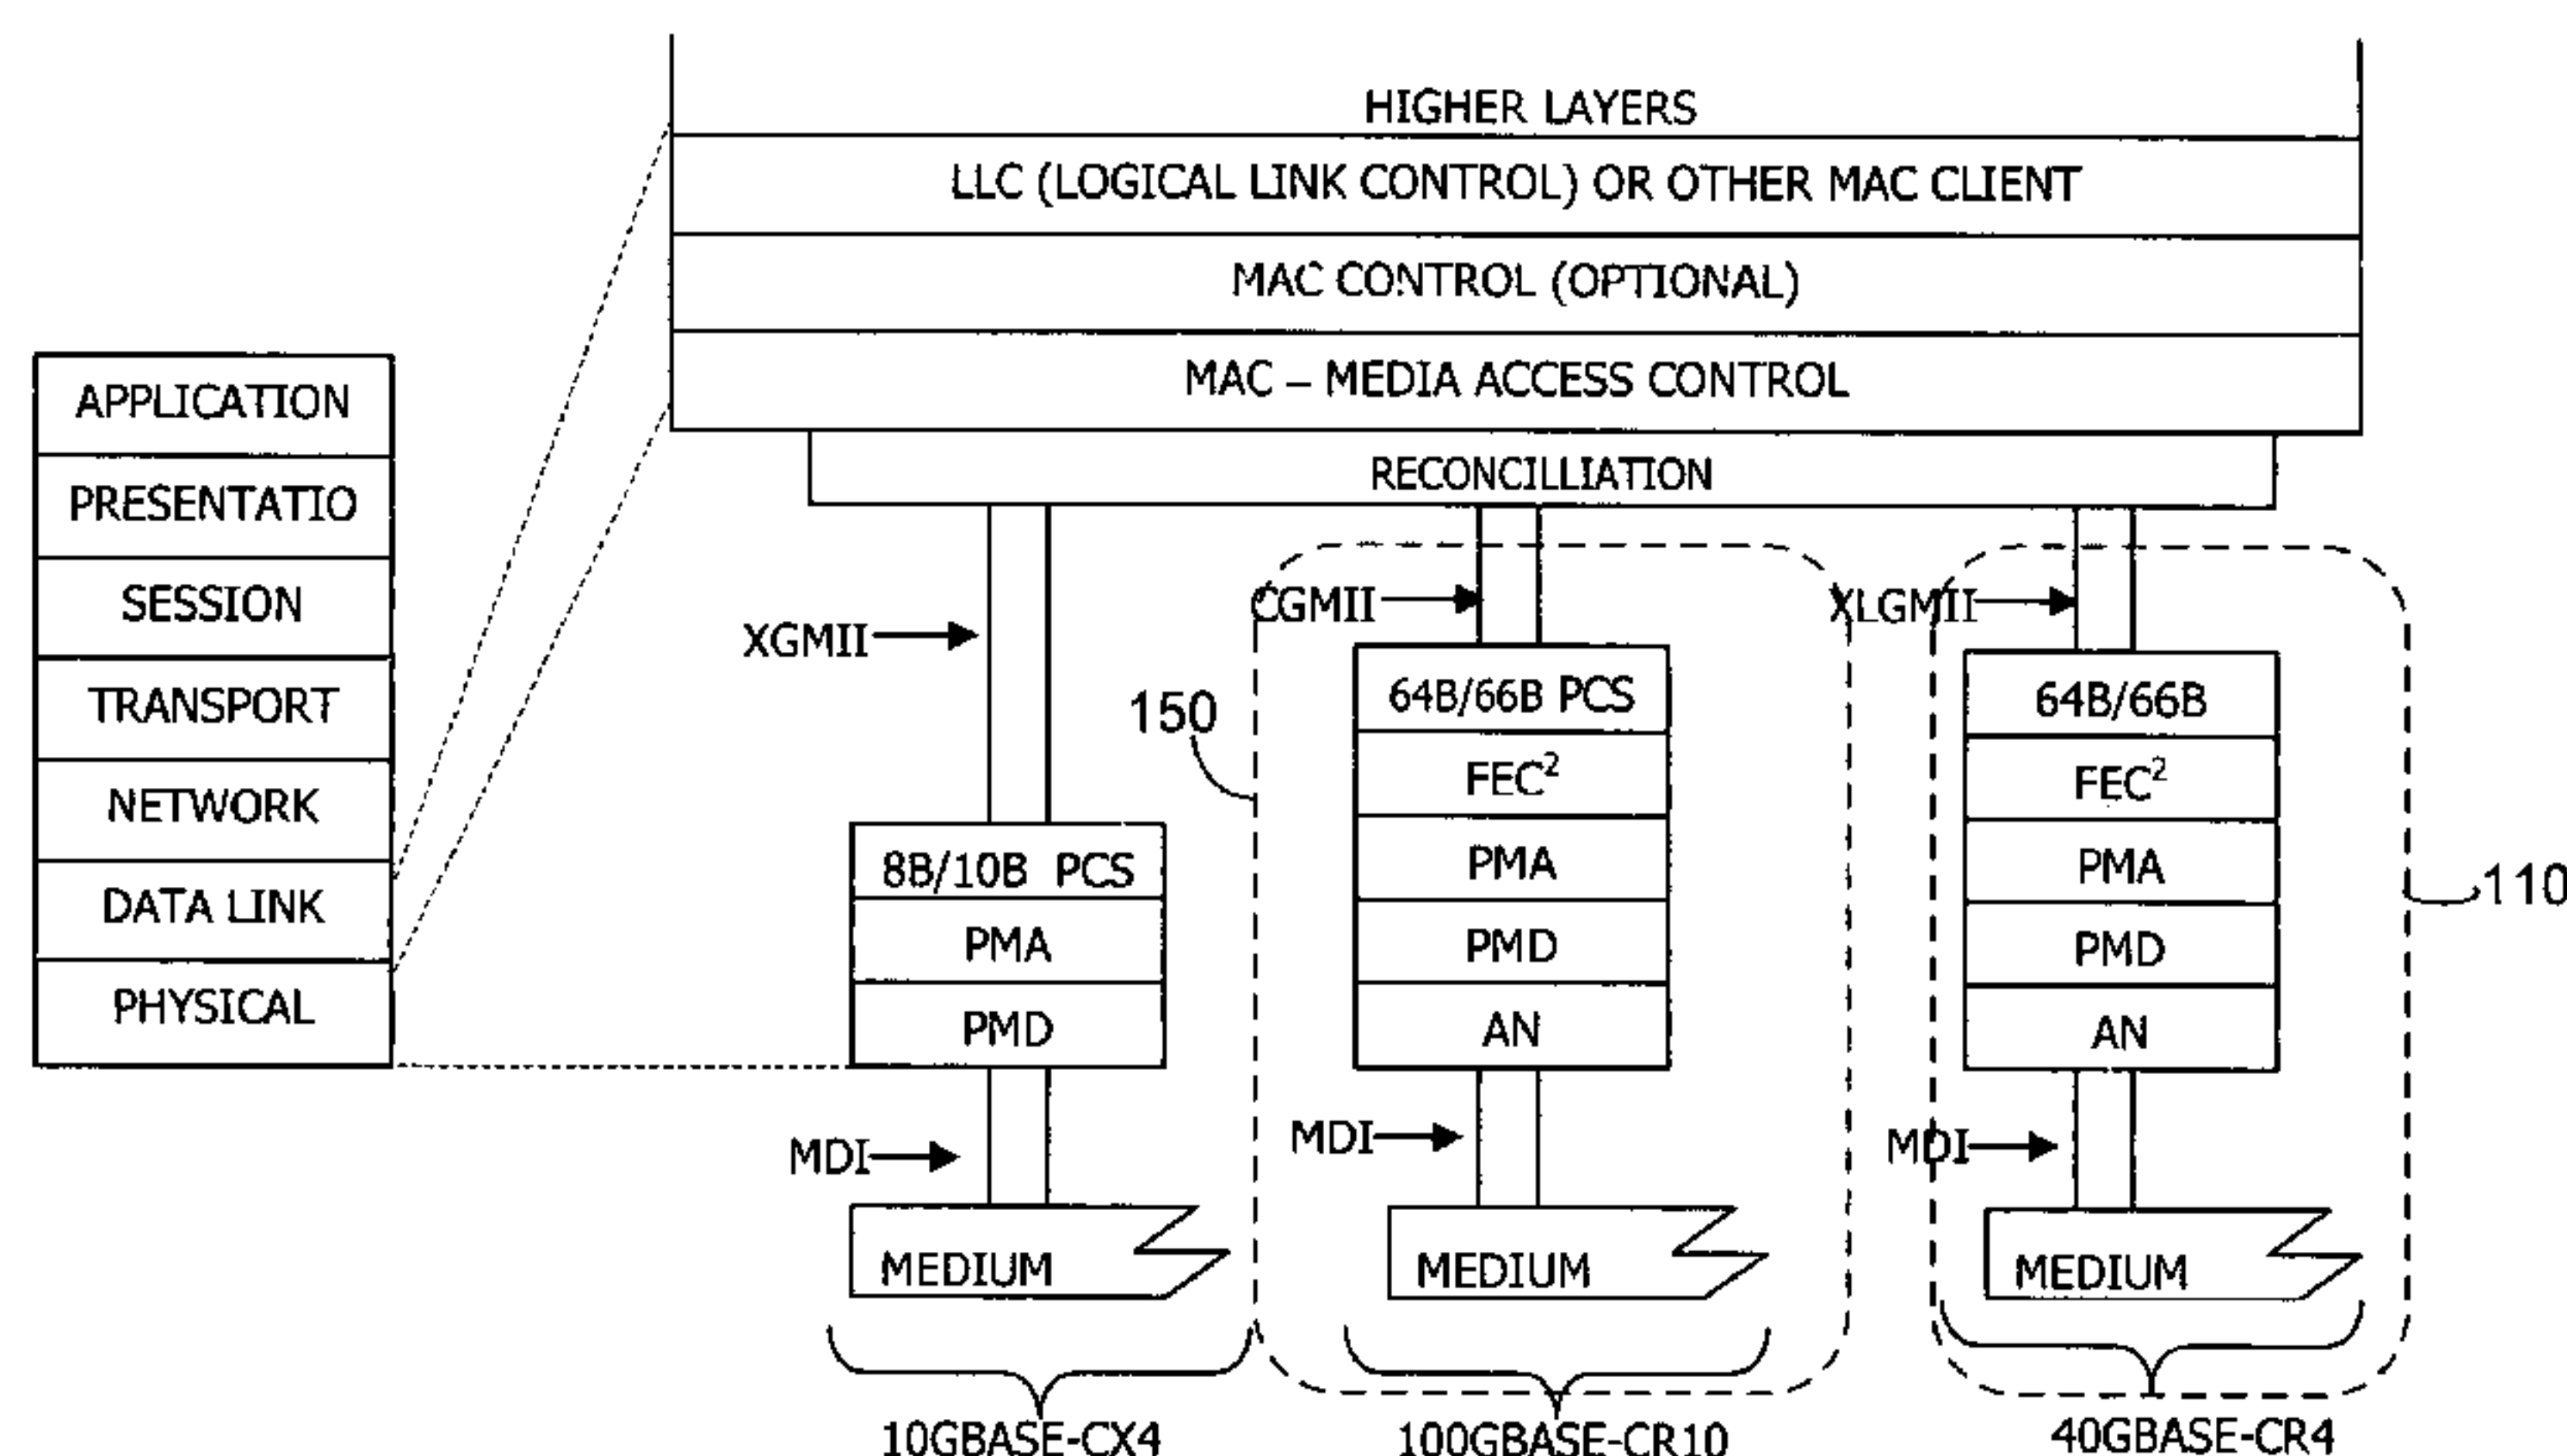 HIGHER LAYERS
LLC (LOGICAL LINK CONTROL) OR OTHER MAC CLIENT
MAC CONTROL (OPTIONAL)
MAC – MEDIA ACCESS CONTROL
RECONCILLIATION
APPLICATION
PRESENTATIO
SESSION
TRANSPORT
NETWORK
DATA LINK
PHYSICAL
XGMII
8B/10B PCS
PMA
PMD
MDI
MEDIUM
10GBASE-CX4
150
CGMII
64B/66B PCS
FEC²
PMA
PMD
AN
MDI
MEDIUM
100GBASE-CR10
XLGMII
64B/66B
FEC²
PMA
PMD
AN
110
MDI
MEDIUM
40GBASE-CR4